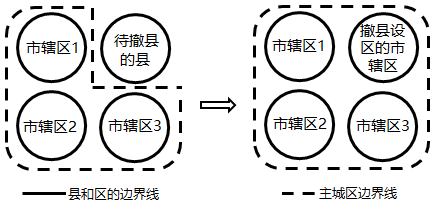 市辖区1
待撤县
的县
市辖区2
市辖区3
市辖区1
撤县设
区的市
辖区
市辖区2
市辖区3
县和区的边界线
主城区边界线